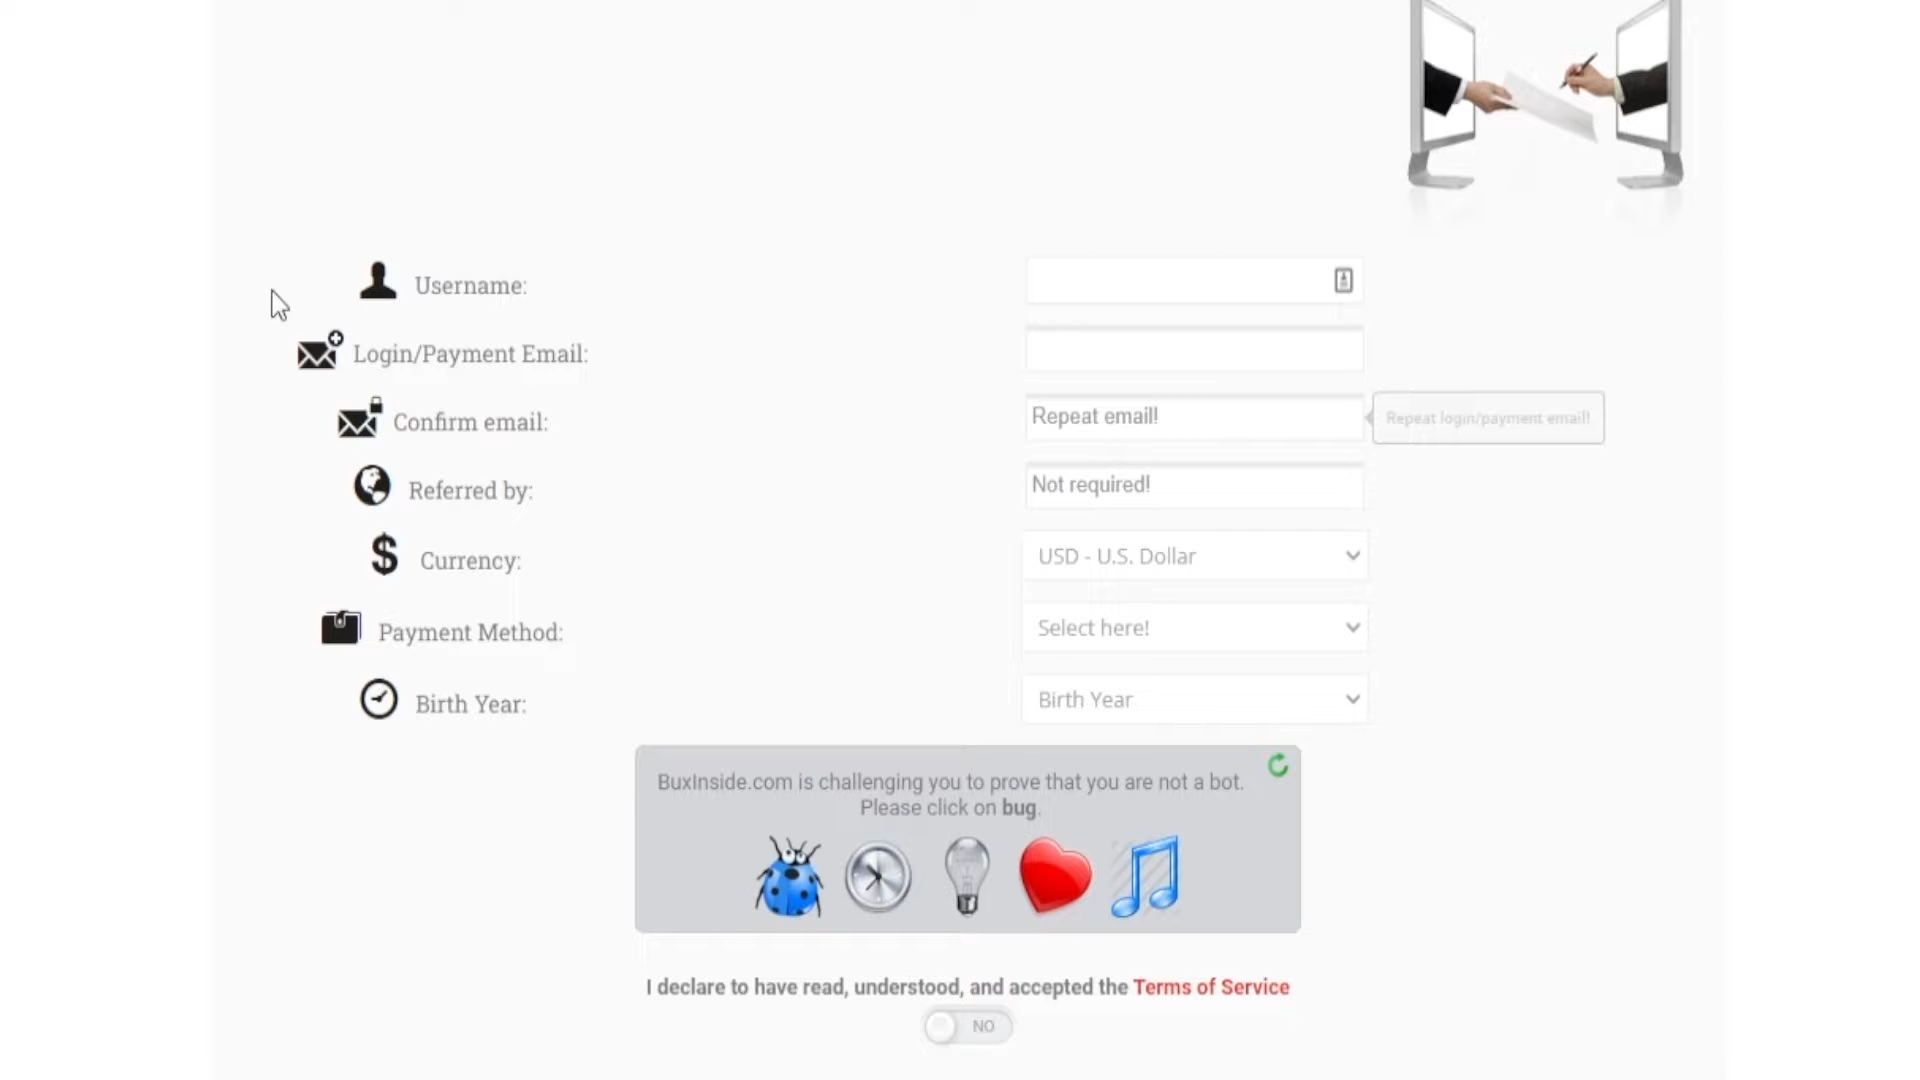 Username:
Login/Payment Email:
Confirm email:
Repeat email!
Repeat login/payment email!
Referred by:
Not required!
Currency:
USD - U.S. Dollar
Payment Method:
Select here!
Birth Year:
Birth Year
BuxInside.com is challenging you to prove that you are not a bot.
Please click on bug.
I declare to have read, understood, and accepted the Terms of Service
NO